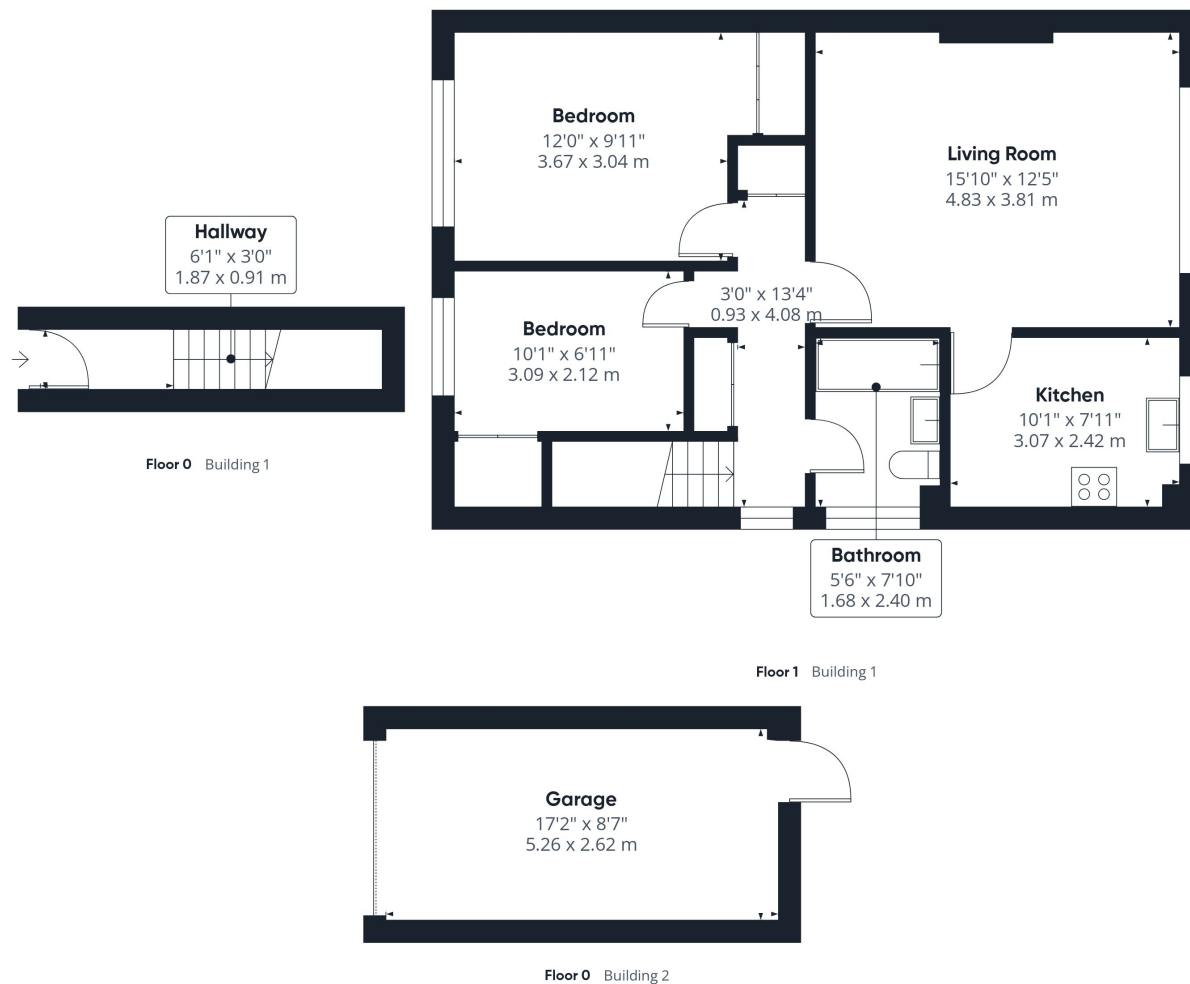 Bedroom
12'0" x 9'11"
3.67 x 3.04 m
Living Room
15'10" x 12'5"
4.83 x 3.81 m
Hallway
6'1" x 3'0"
1.87 x 0.91 m
3'0" x 13'4"
0.93 x 4.08 m
Bedroom
10'1" x 6'11"
3.09 x 2.12 m
Kitchen
10'1" x 7'11"
3.07 x 2.42 m
Floor 0 Building 1
Bathroom
5'6" x 7'10"
1.68 x 2.40 m
Floor 1 Building 1
Garage
17'2" x 8'7"
5.26 x 2.62 m
Floor 0 Building 2